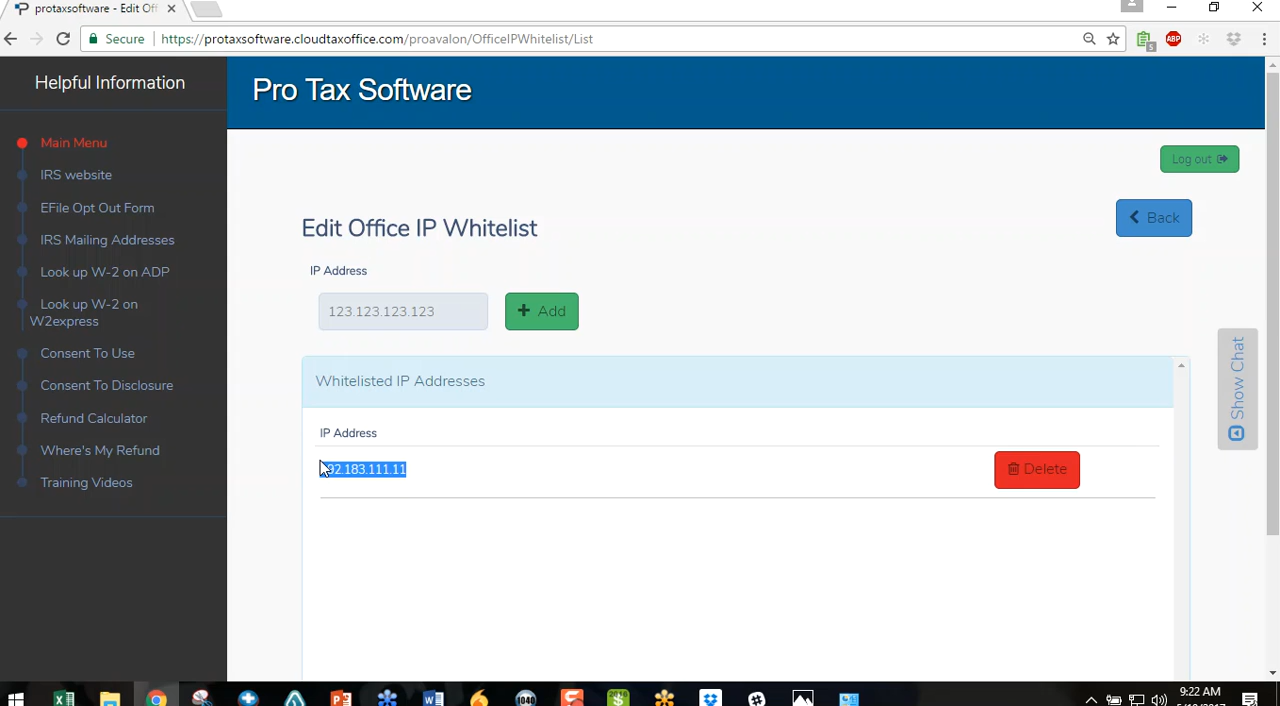 protaxsoftware - Edit Off
Secure
https://protaxsoftware.cloudtaxoffice.com/proavalon/OfficeIPWhitelist/List
5
ABP
Helpful Information
Main Menu
IRS website
EFile Opt Out Form
IRS Mailing Addresses
Look up W-2 on ADP
Look up W-2 on
W2express
Consent To Use
Consent To Disclosure
Refund Calculator
Where's My Refund
Training Videos
Pro Tax Software
Log out
Edit Office IP Whitelist
Back
IP Address
123.123.123.123
Add
Whitelisted IP Addresses
IP Address
92.183.111.11
Delete
Show Chat
1040
9:22 AM